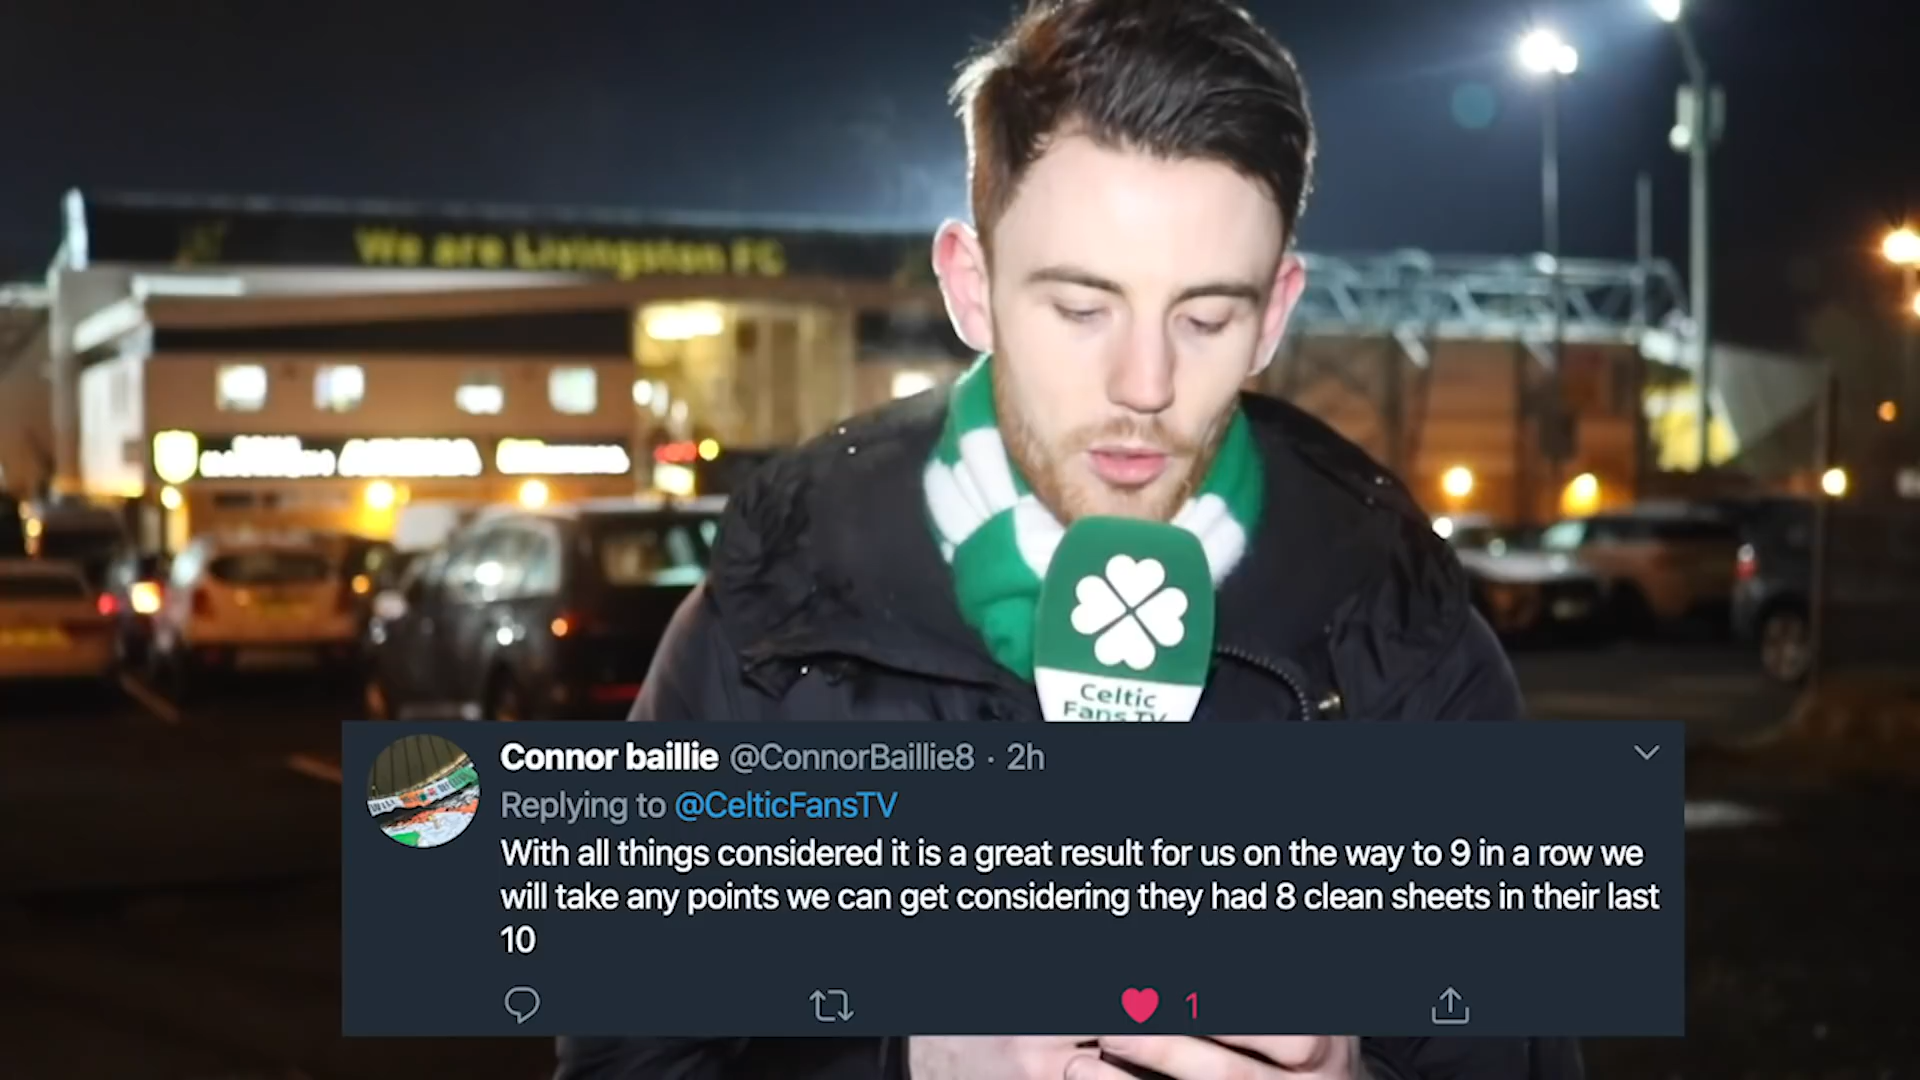 We are Livingston FC
Celtic
Fans TV
Connor baillie @ConnorBaillie8 · 2h
Replying to @CelticFansTV
With all things considered it is a great result for us on the way to 9 in a row we
will take any points we can get considering they had 8 clean sheets in their last
10
1